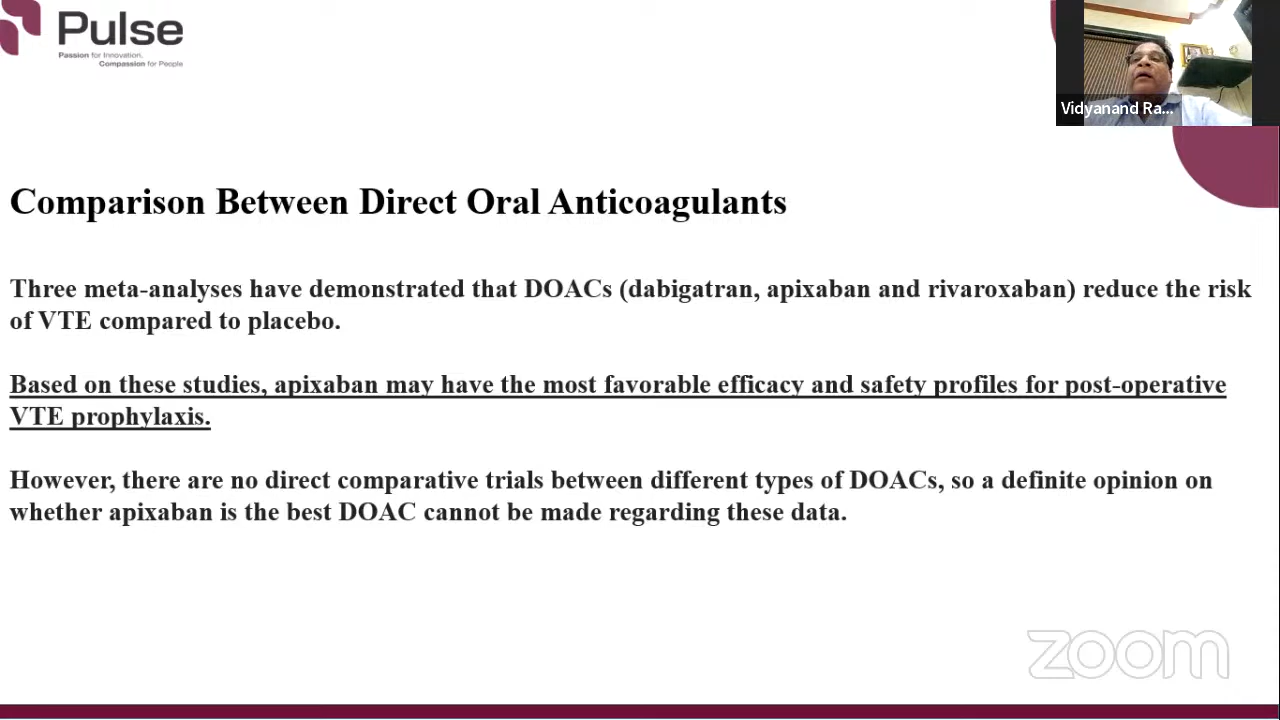 Pulse
Passion for Innovation,
Compassion for People
Vidyanand Ra...
Comparison Between Direct Oral Anticoagulants
Three meta-analyses have demonstrated that DOACs (dabigatran, apixaban and rivaroxaban) reduce the risk
of VTE compared to placebo.
Based on these studies, apixaban may have the most favorable efficacy and safety profiles for post-operative
VTE prophylaxis.
However, there are no direct comparative trials between different types of DOACs, so a definite opinion on
whether apixaban is the best DOAC cannot be made regarding these data.
zoom